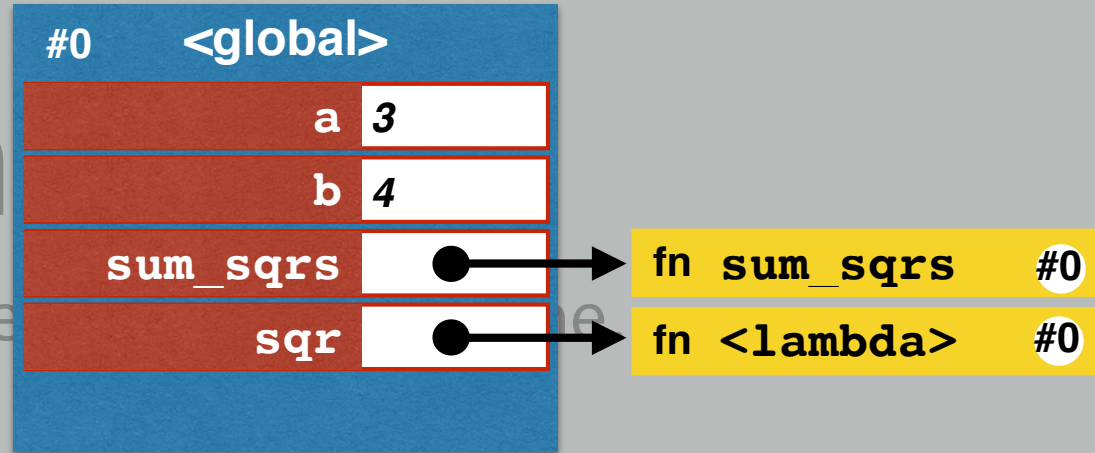 #0 <global>
a 3
b 4
sum_sqrs fn sum_sqrs #0
sqr fn <lambda> #0